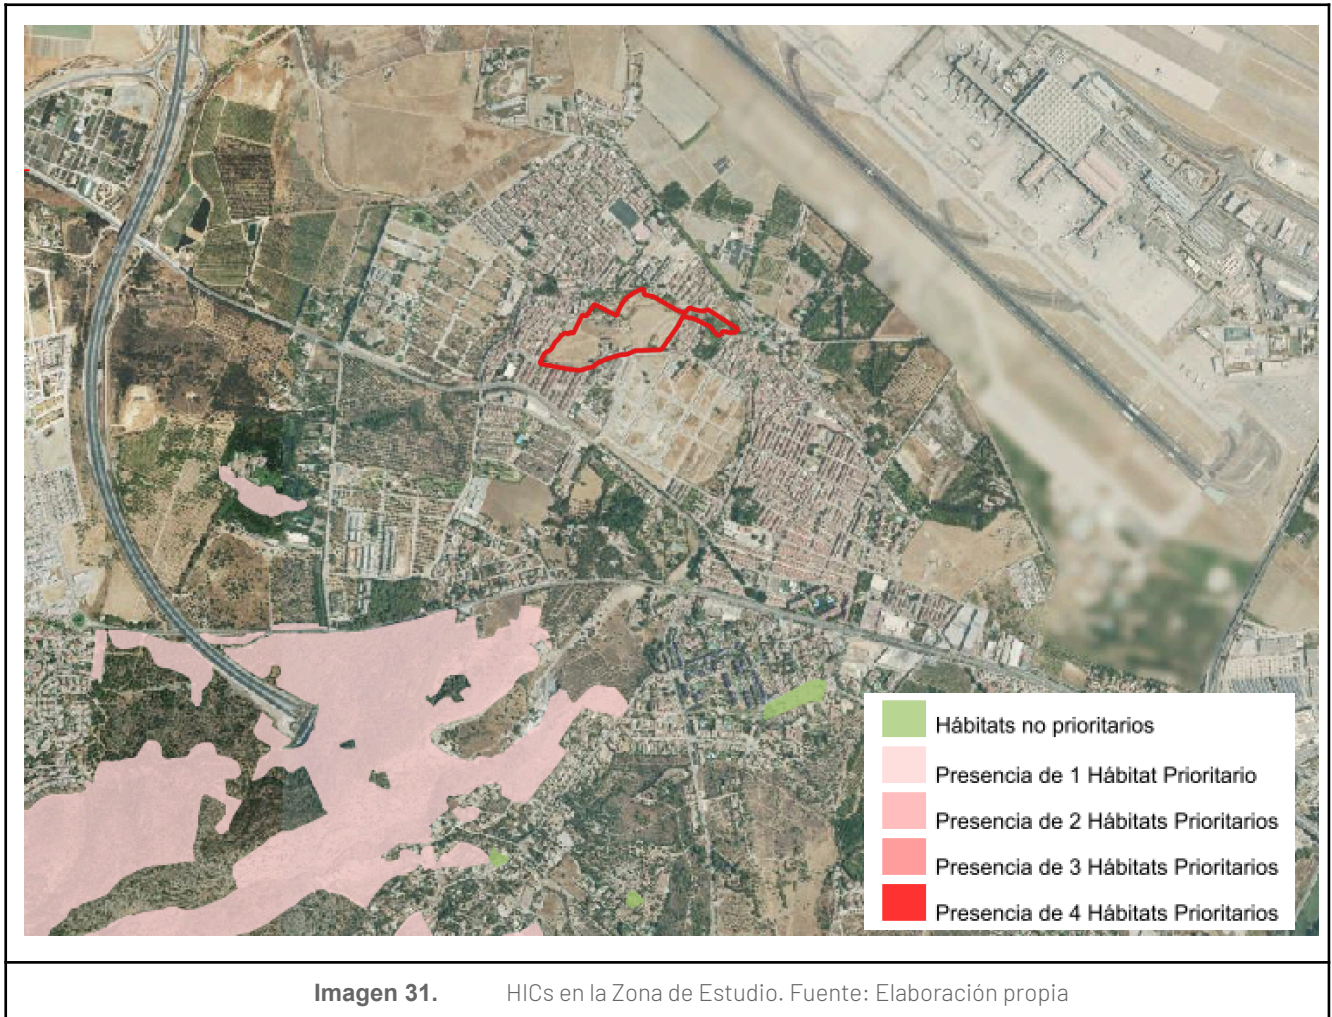 Hábitats no prioritarios
Presencia de 1 Hábitat Prioritario
Presencia de 2 Hábitats Prioritarios
Presencia de 3 Hábitats Prioritarios
Presencia de 4 Hábitats Prioritarios
Imagen 31. HICs en la Zona de Estudio. Fuente: Elaboración propia